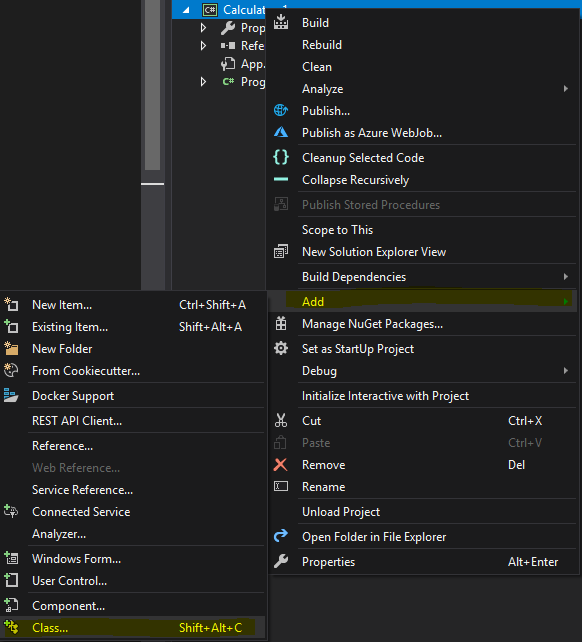 C# Calculat
Prop
Refe
App.
C# Prog
Build
Rebuild
Clean
Analyze
Publish...
Publish as Azure WebJob...
Cleanup Selected Code
Collapse Recursively
Publish Stored Procedures
Scope to This
New Solution Explorer View
Build Dependencies
Add
Manage NuGet Packages...
Set as StartUp Project
Debug
Initialize Interactive with Project
Cut Ctrl+X
Paste Ctrl+V
Remove Del
Rename
Unload Project
Open Folder in File Explorer
Properties Alt+Enter
New Item... Ctrl+Shift+A
Existing Item... Shift+Alt+A
New Folder
From Cookiecutter...
Docker Support
REST API Client...
Reference...
Web Reference...
Service Reference...
Connected Service
Analyzer...
Windows Form...
User Control...
Component...
Class... Shift+Alt+C